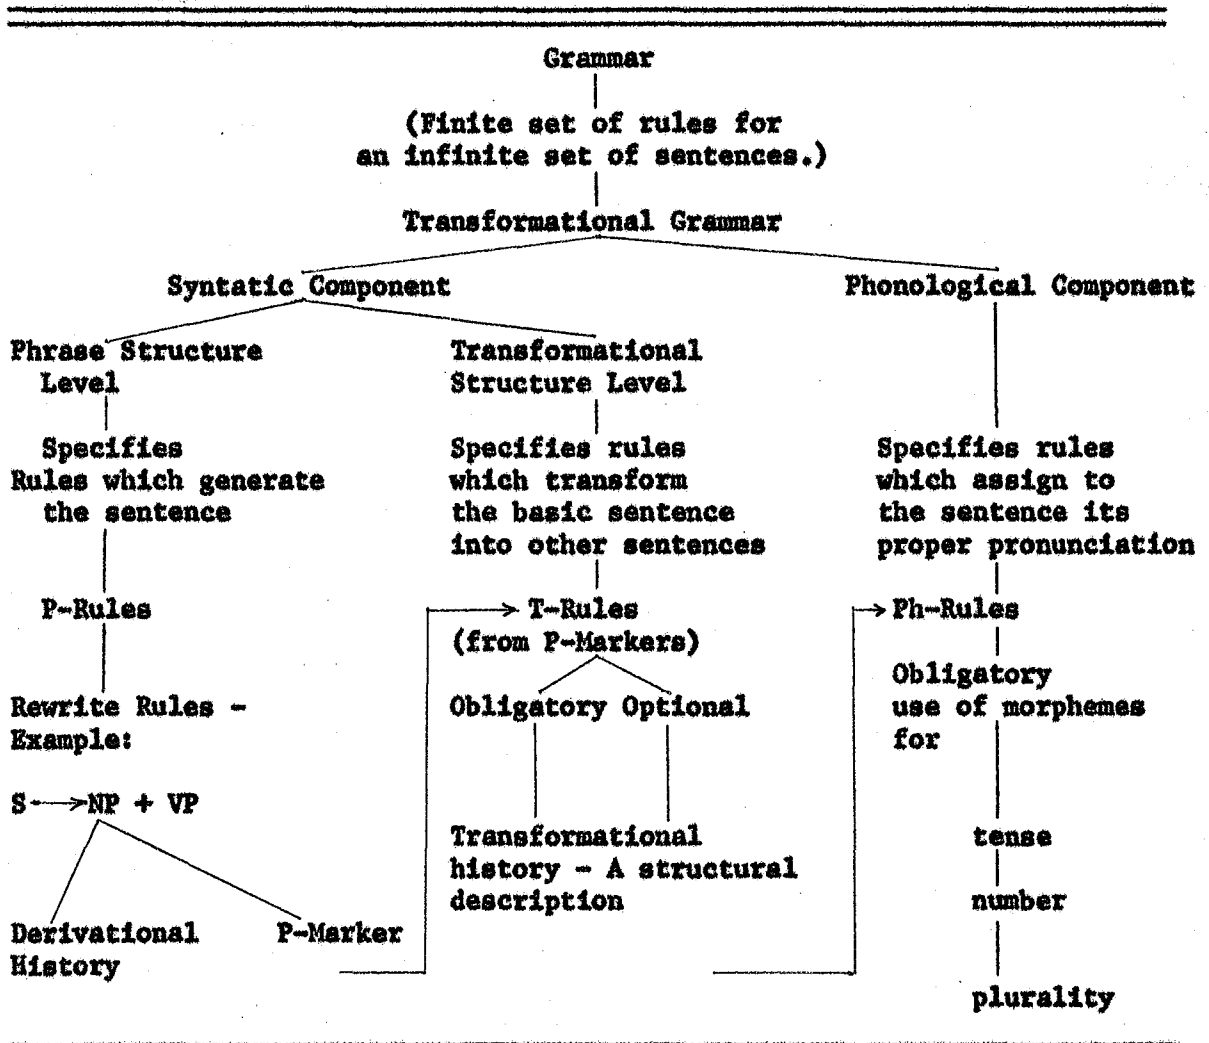 Grammar
(Finite set of rules for
an infinite set of sentences.)
Transformational Grammar
Syntatic Component
Phonological Component
Phrase Structure
Level
Specifies
Rules which generate
the sentence
P-Rules
Rewrite Rules -
Example:
S → NP + VP
Derivational
History
P-Marker
Transformational
Structure Level
Specifies rules
which transform
the basic sentence
into other sentences
T-Rules
(from P-Markers)
Obligatory Optional
Transformational
history - A structural
description
Specifies rules
which assign to
the sentence its
proper pronunciation
Ph-Rules
Obligatory
use of morphemes
for
tense
number
plurality